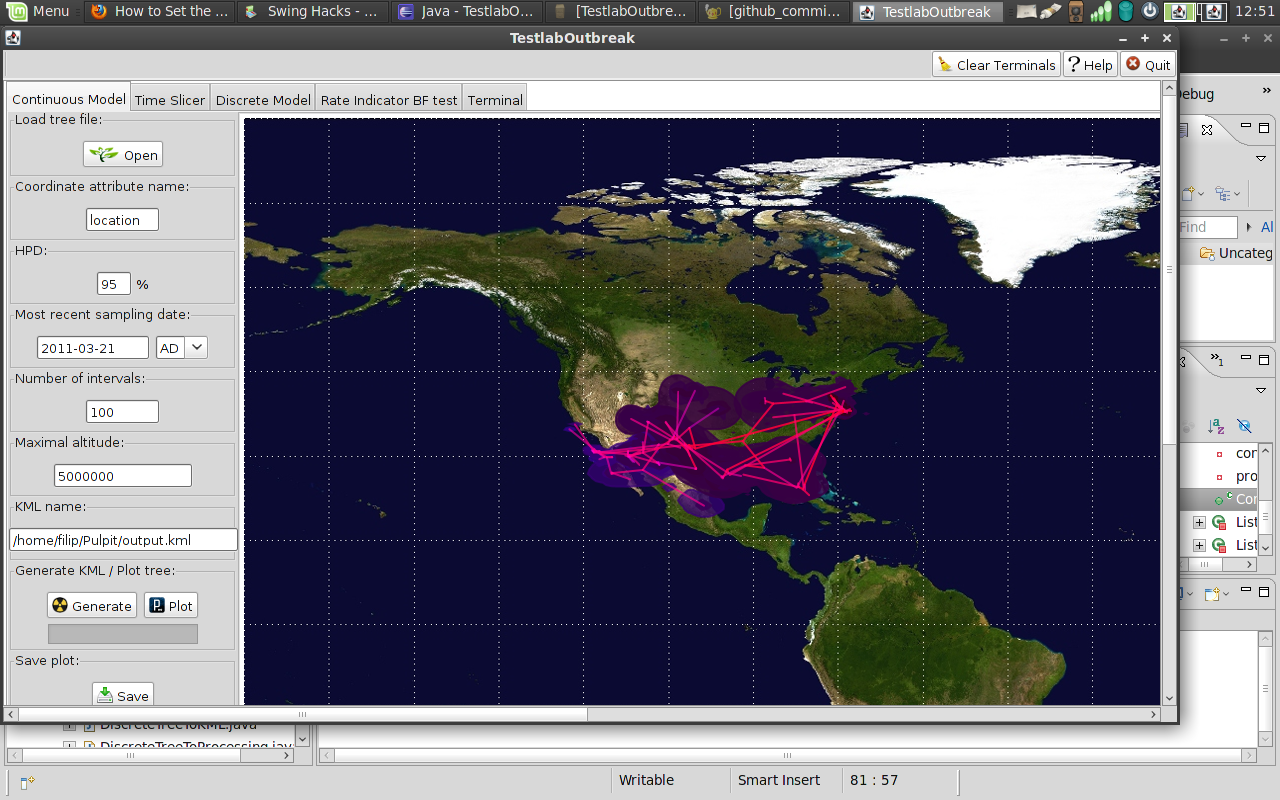 Menu
How to Set the ...
Swing Hacks - ...
Java - TestlabO...
[TestlabOutbre...
[github_commi...
TestlabOutbreak
12:51
TestlabOutbreak
Clear Terminals
? Help
Quit
Debug
Continuous Model
Time Slicer
Discrete Model
Rate Indicator BF test
Terminal
Load tree file:
Open
Coordinate attribute name:
location
HPD:
95 %
Most recent sampling date:
2011-03-21
AD
Number of intervals:
100
Maximal altitude:
5000000
KML name:
/home/filip/Pulpit/output.kml
Generate KML / Plot tree:
Generate
Plot
Save plot:
Save
Find
Al
Uncateg
»1
con
pro
Con
List
List
DiscreteTreeToKML.java
DiscreteTreeToProcessing.jav
Writable
Smart Insert
81 : 57